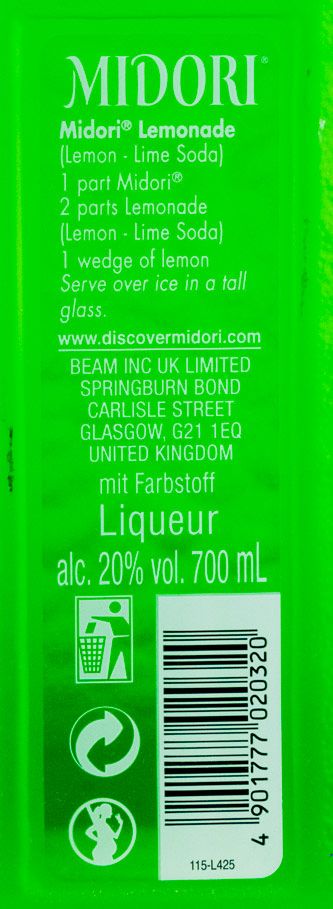 MIDORI®
Midori® Lemonade
(Lemon - Lime Soda)
1 part Midori®
2 parts Lemonade
(Lemon - Lime Soda)
1 wedge of lemon
Serve over ice in a tall
glass.
www.discovermidori.com
BEAM INC UK LIMITED
SPRINGBURN BOND
CARLISLE STREET
GLASGOW, G21 1EQ
UNITED KINGDOM
mit Farbstoff
Liqueur
alc. 20% vol. 700 mL
4 901777 020320
115-L425